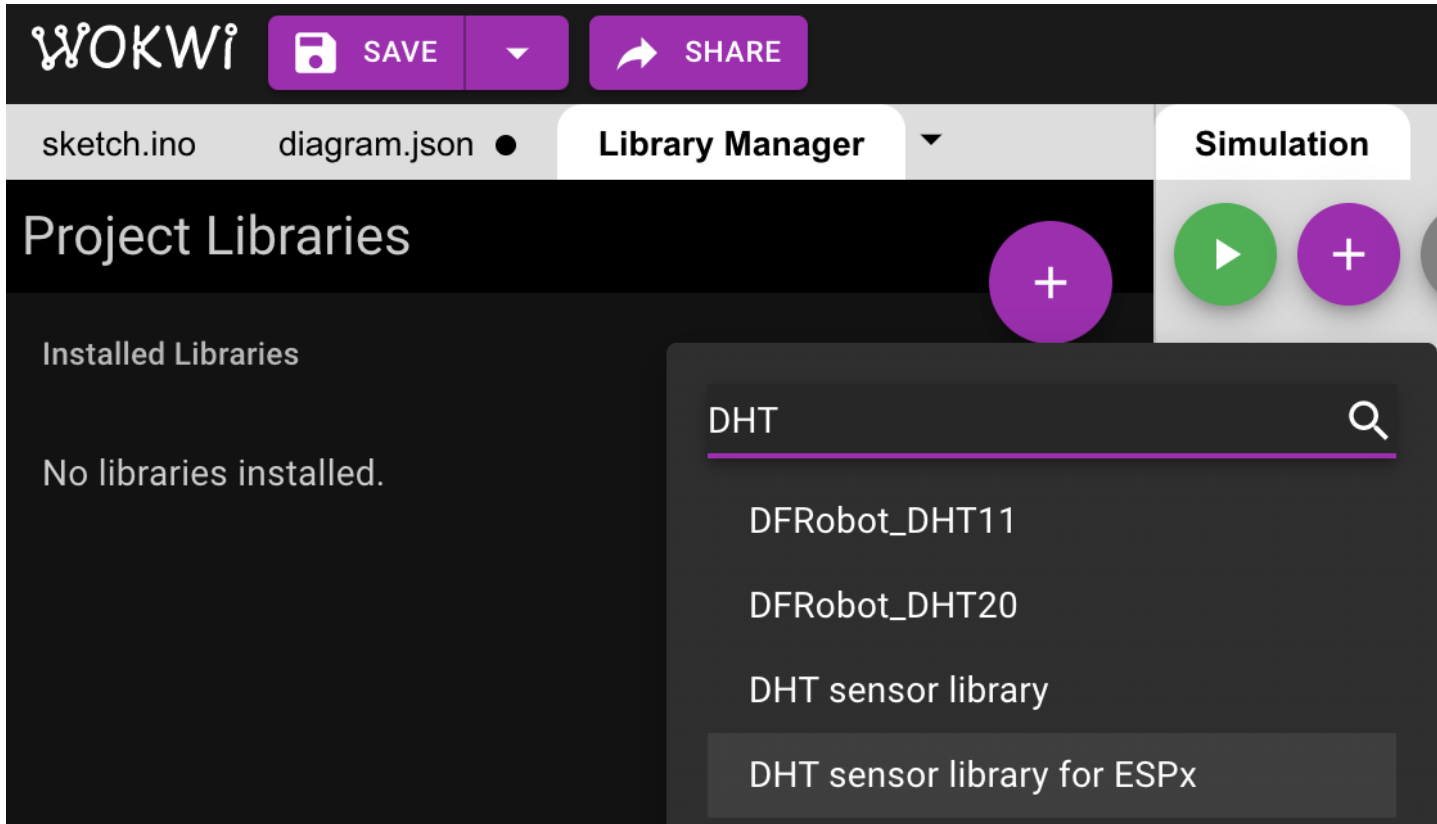 WOKWi SAVE SHARE
sketch.ino diagram.json Library Manager Simulation
Project Libraries
Installed Libraries
No libraries installed.
DHT
DFRobot_DHT11
DFRobot_DHT20
DHT sensor library
DHT sensor library for ESPx